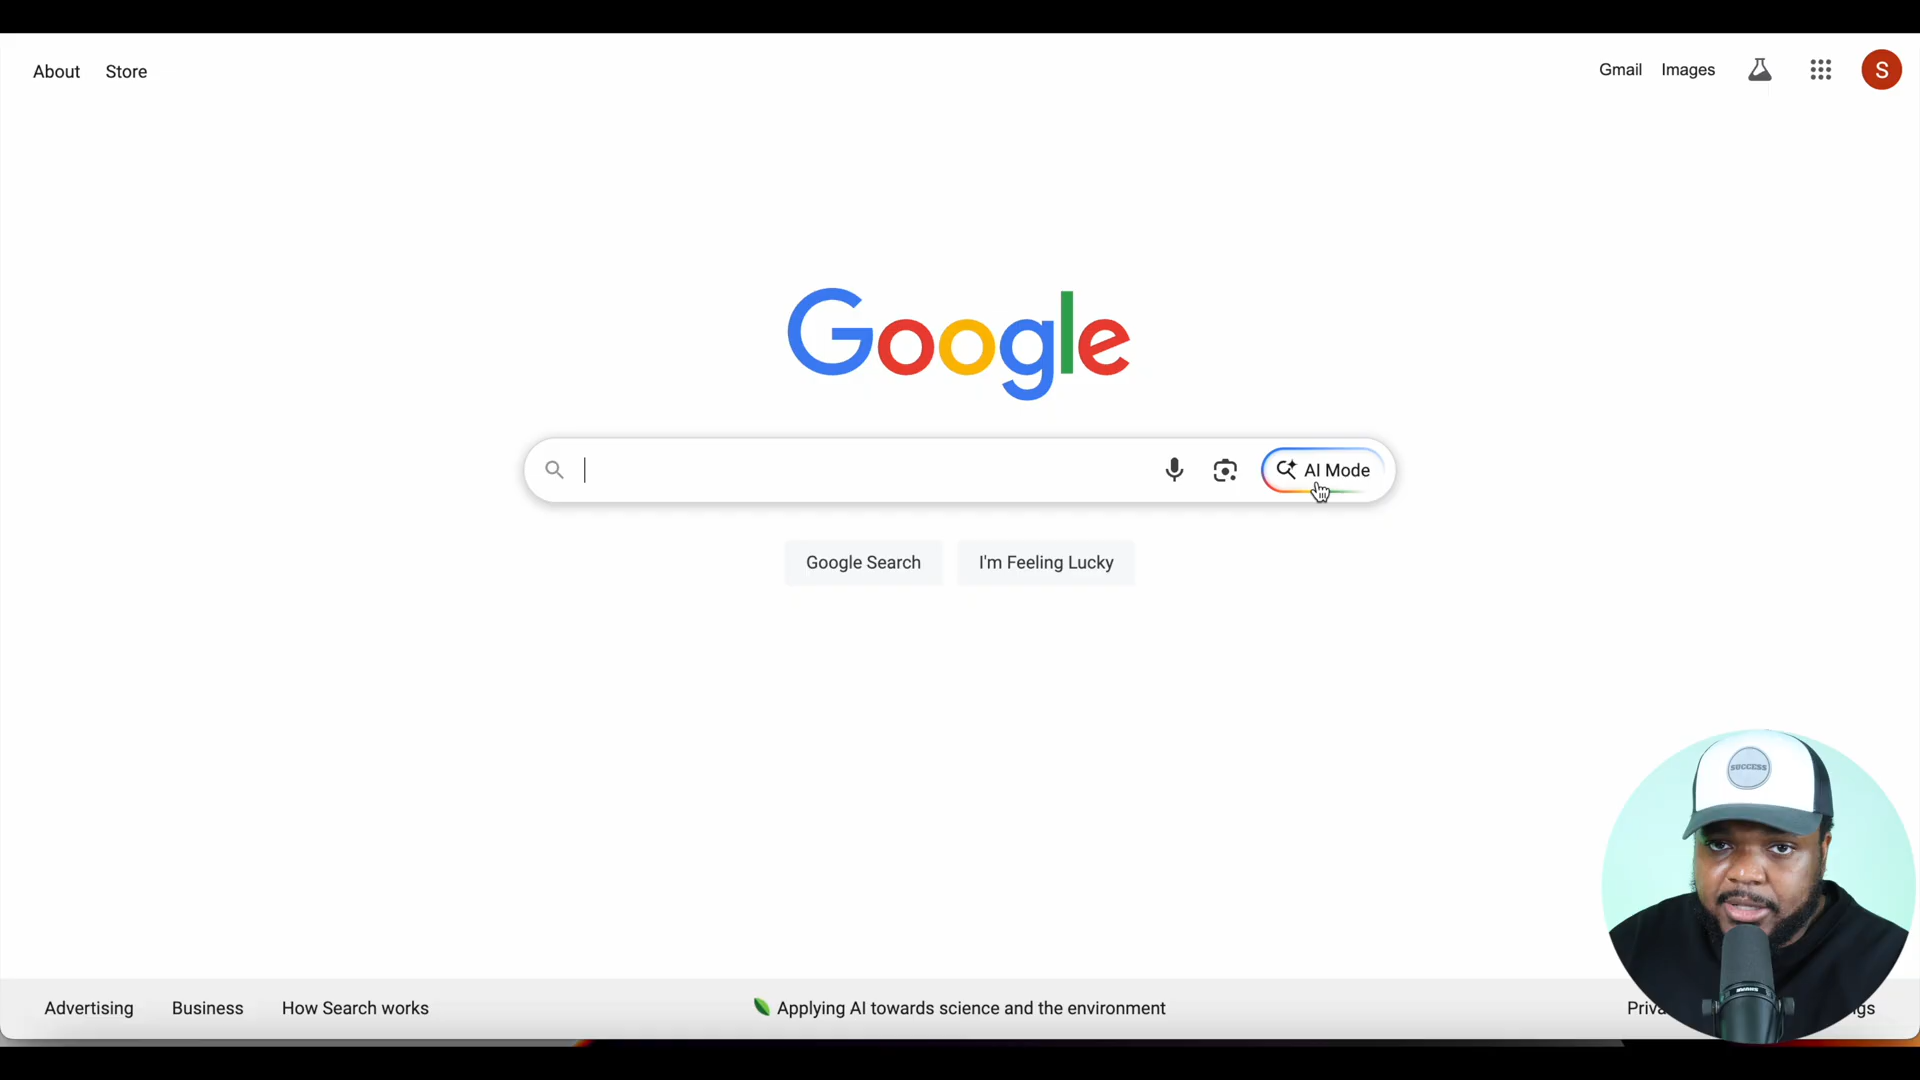 About Store
Gmail Images
S
Google
AI Mode
Google Search I'm Feeling Lucky
SUCCESS
Advertising Business How Search works
Applying AI towards science and the environment